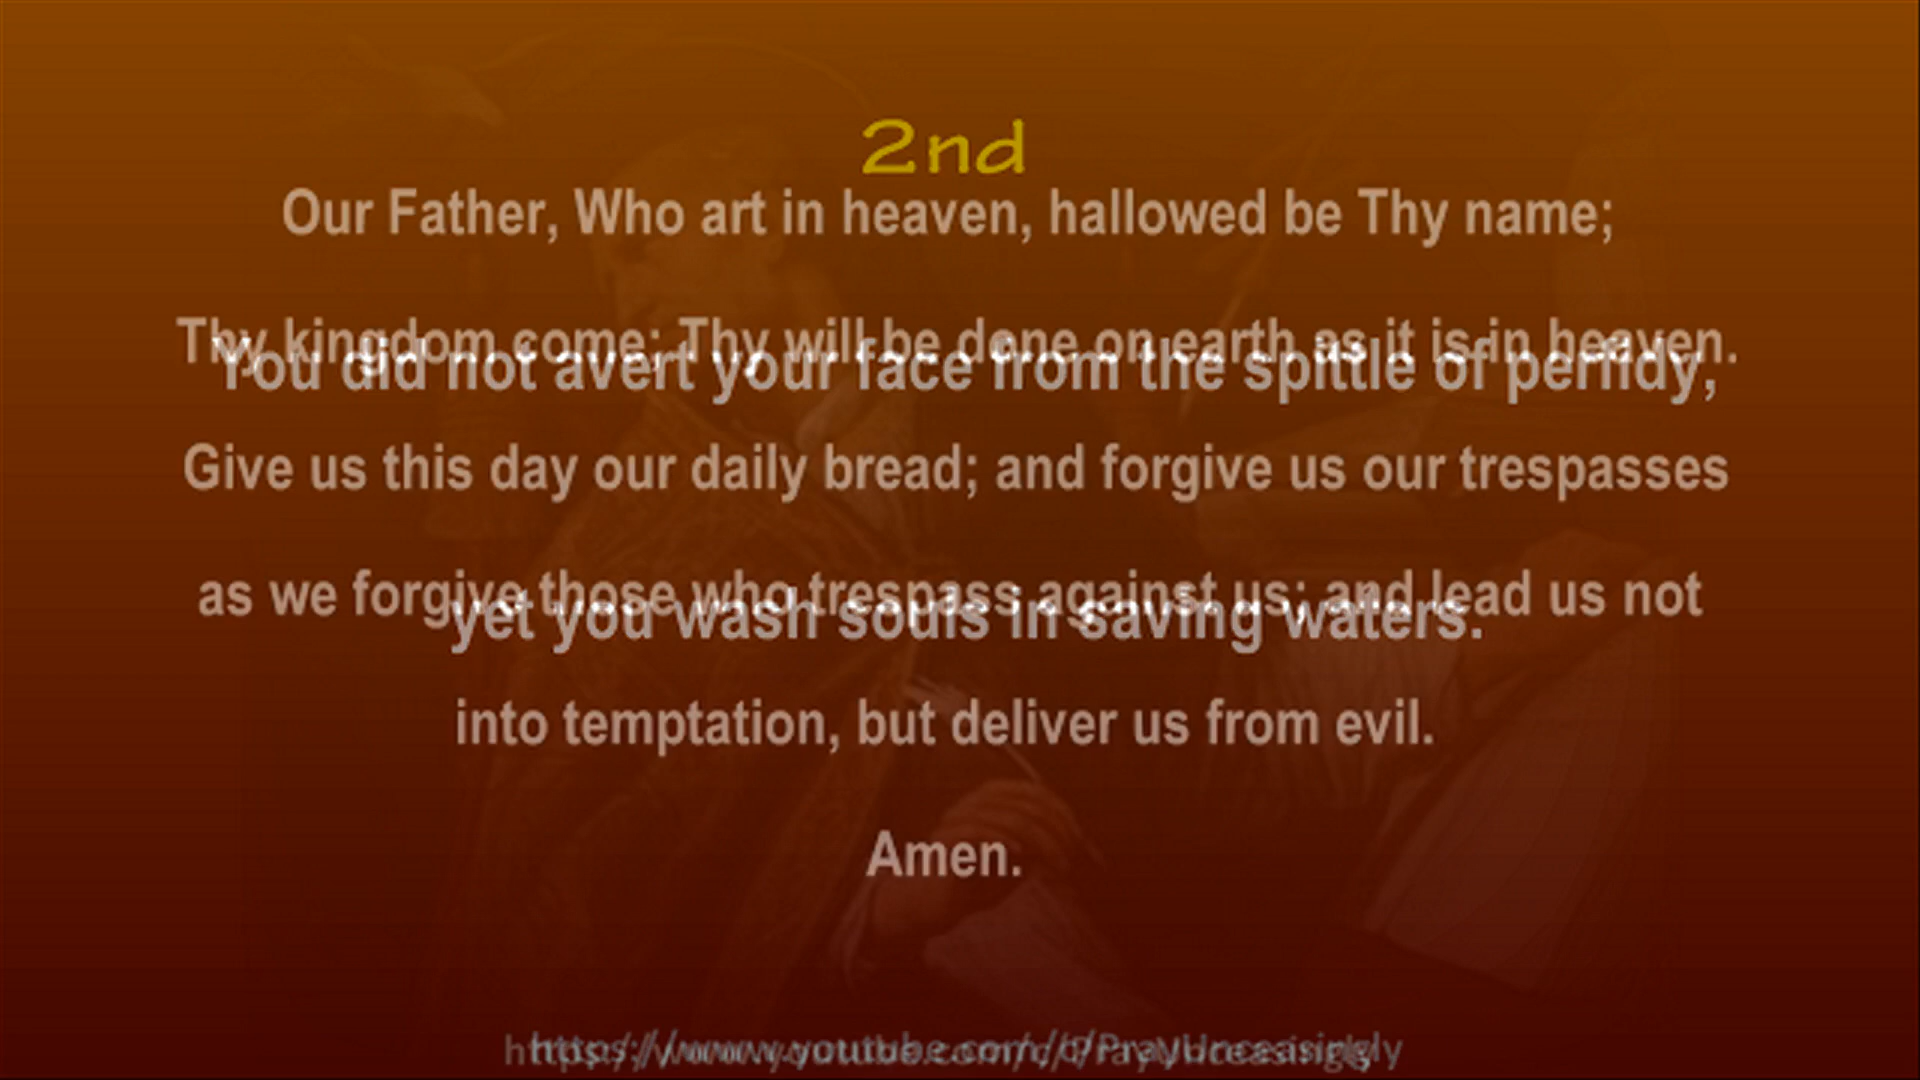 2nd
Our Father, Who art in heaven, hallowed be Thy name;
Thy kingdom come; Thy will be done on earth as it is in heaven.
You did not avert your face from the spittle of perfidy,
Give us this day our daily bread; and forgive us our trespasses
as we forgive those who trespass against us; and lead us not
yet you wash souls in saving waters.
into temptation, but deliver us from evil.
Amen.
https://www.youtube.com/c/PrayUnceasingly